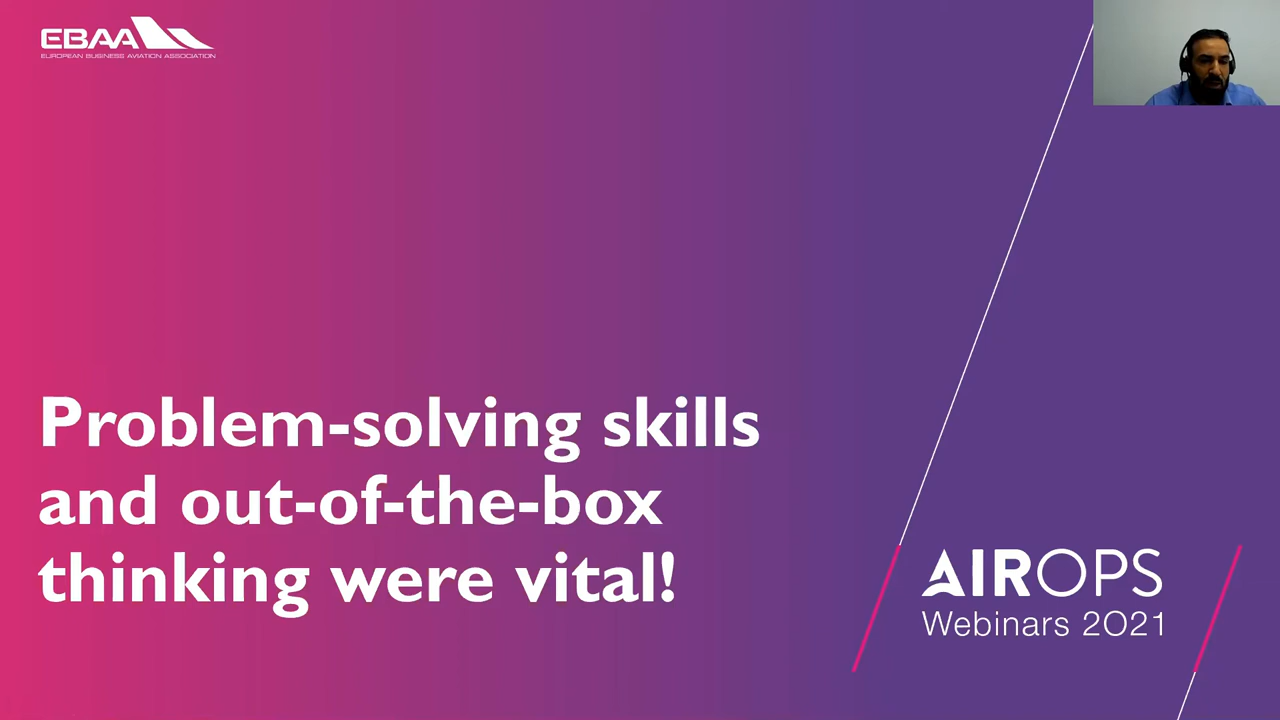 EBAA
EUROPEAN BUSINESS AVIATION ASSOCIATION
Problem-solving skills
and out-of-the-box
thinking were vital!
AIROPS
Webinars 2021